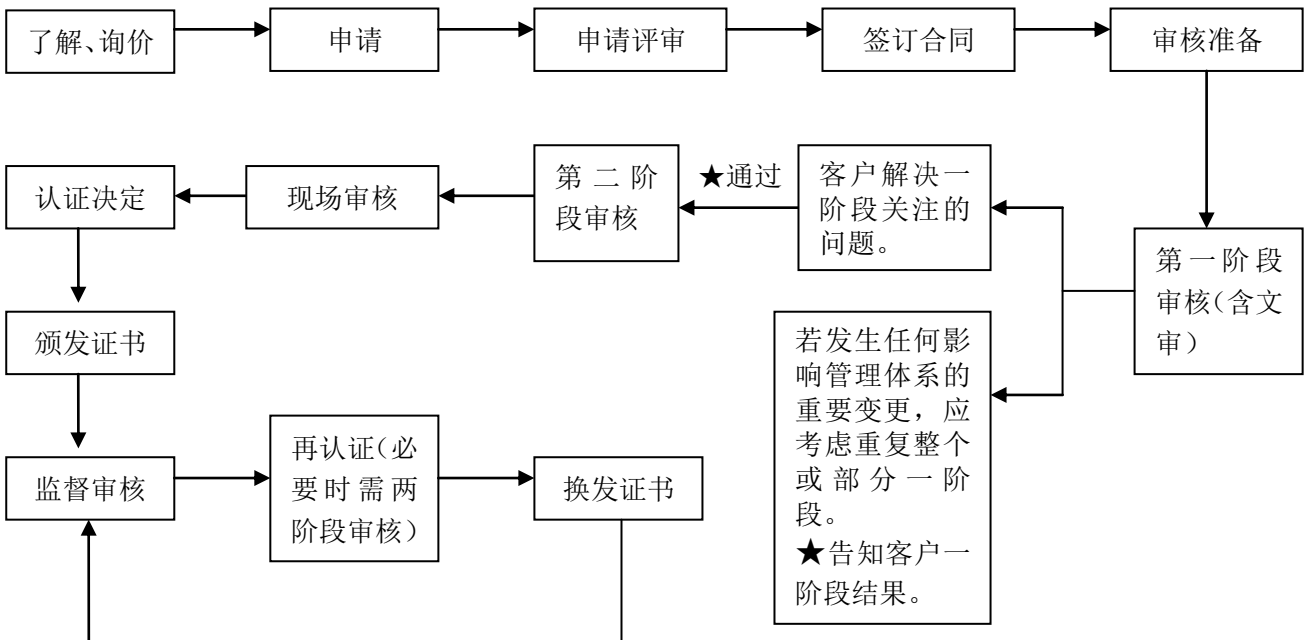 了解、询价
申请
申请评审
签订合同
审核准备
认证决定
现场审核
第二阶
段审核
★通过
客户解决一
阶段关注的
问题。
第一阶段
审核（含文
审）
颁发证书
若发生任何影
响管理体系的
重要变更，应
考虑重复整个
或部分一阶
段。
★告知客户一
阶段结果。
监督审核
再认证（必
要时需两
阶段审核）
换发证书